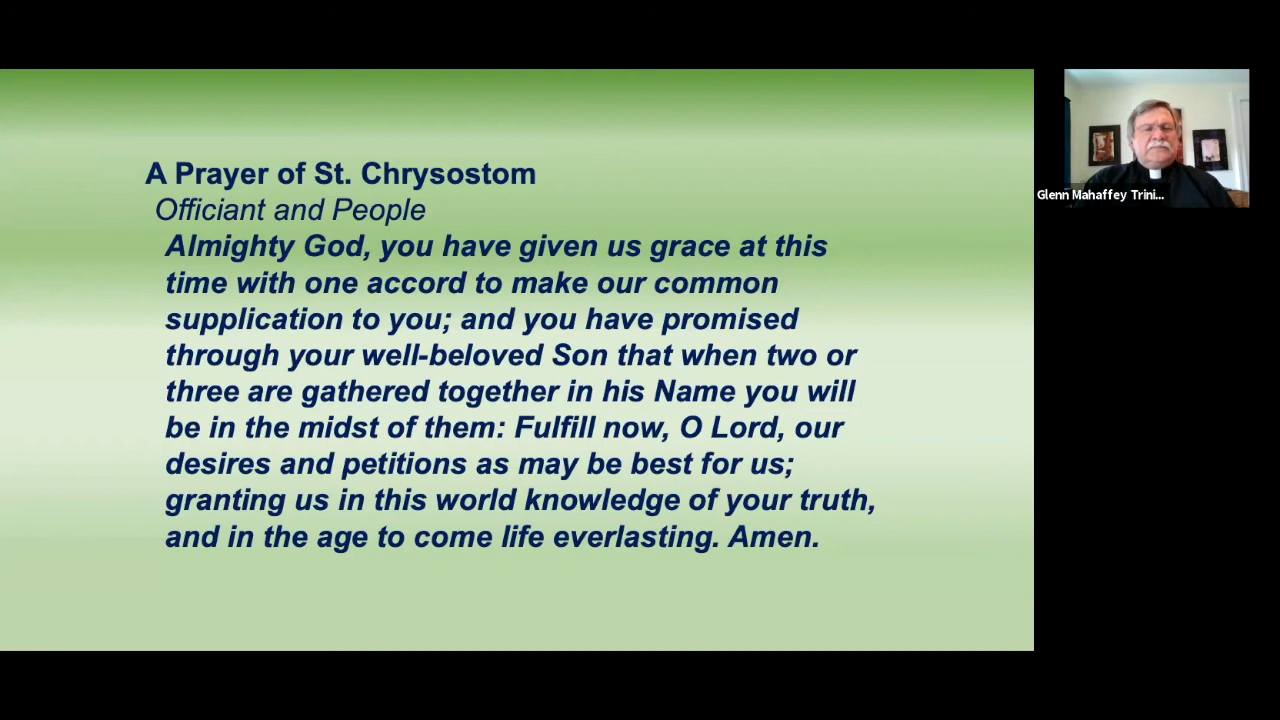 A Prayer of St. Chrysostom
Officiant and People
Almighty God, you have given us grace at this
time with one accord to make our common
supplication to you; and you have promised
through your well-beloved Son that when two or
three are gathered together in his Name you will
be in the midst of them: Fulfill now, O Lord, our
desires and petitions as may be best for us;
granting us in this world knowledge of your truth,
and in the age to come life everlasting. Amen.
Glenn Mahaffey Trini...